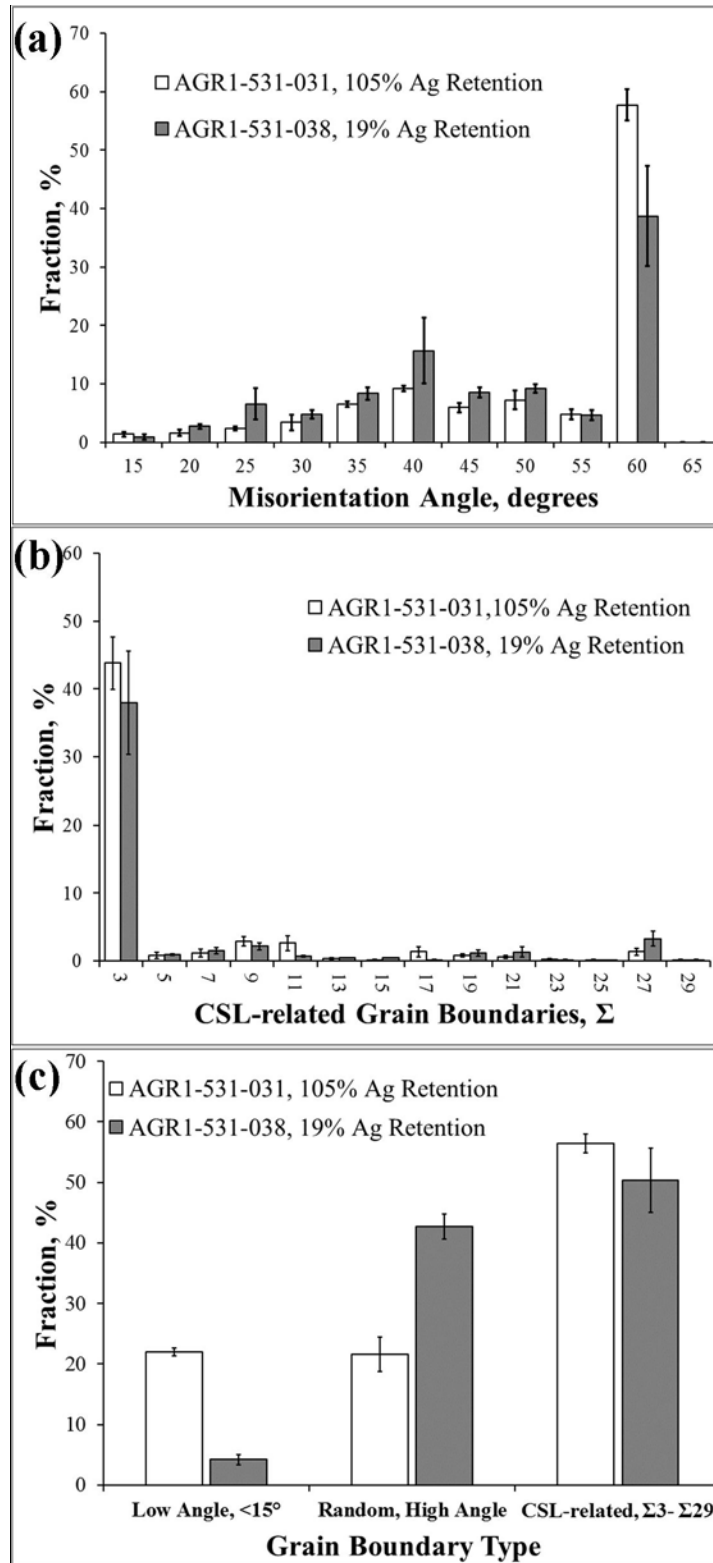 (a)
AGR1-531-031, 105% Ag Retention
AGR1-531-038, 19% Ag Retention
Fraction, %
70
60
50
40
30
20
10
0
15 20 25 30 35 40 45 50 55 60 65
Misorientation Angle, degrees
(b)
AGR1-531-031,105% Ag Retention
AGR1-531-038, 19% Ag Retention
Fraction, %
60
50
40
30
20
10
0
3 5 7 9 11 13 15 17 19 21 23 25 27 29
CSL-related Grain Boundaries, Σ
(c)
AGR1-531-031, 105% Ag Retention
AGR1-531-038, 19% Ag Retention
Fraction, %
70
60
50
40
30
20
10
0
Low Angle, <15° Random, High Angle CSL-related, Σ3- Σ29
Grain Boundary Type